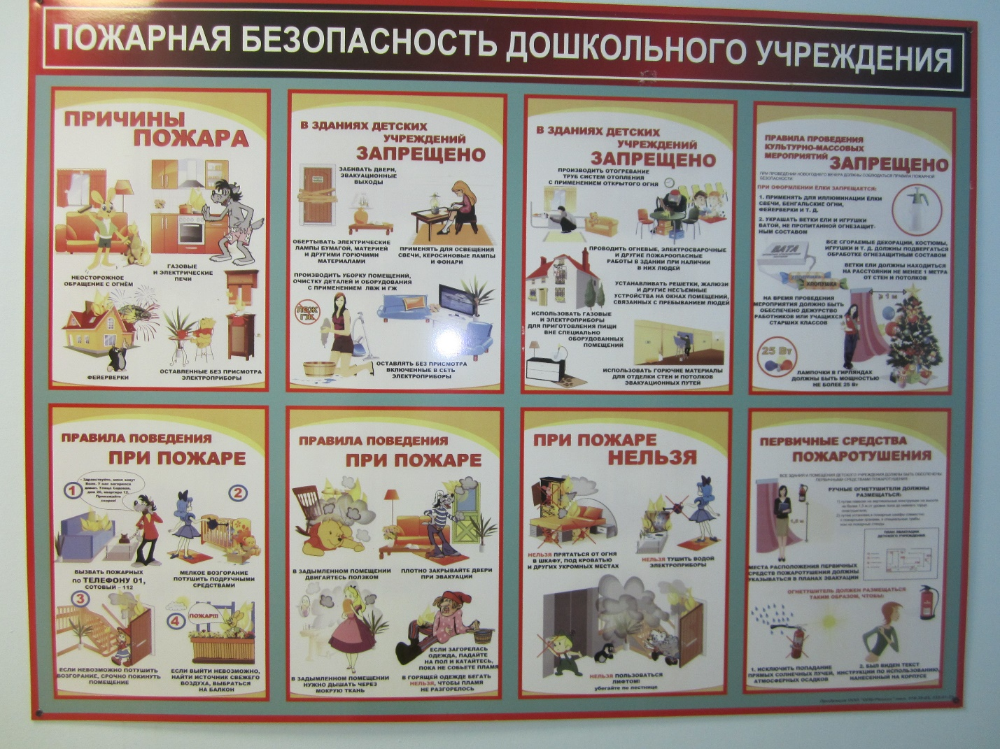 ПОЖАРНАЯ БЕЗОПАСНОСТЬ ДОШКОЛЬНОГО УЧРЕЖДЕНИЯ
ПРИЧИНЫ
ПОЖАРА
НЕОСТОРОЖНОЕ
ОБРАЩЕНИЕ С ОГНЁМ
ГАЗОВЫЕ
И ЭЛЕКТРИЧЕСКИЕ
ПЕЧИ
ФЕЙЕРВЕРКИ
ОСТАВЛЕННЫЕ БЕЗ ПРИСМОТРА
ЭЛЕКТРОПРИБОРЫ
В ЗДАНИЯХ ДЕТСКИХ
УЧРЕЖДЕНИЙ
ЗАПРЕЩЕНО
ЗАБИВАТЬ ДВЕРИ,
ЭВАКУАЦИОННЫЕ
ВЫХОДЫ
ОБЕРТЫВАТЬ ЭЛЕКТРИЧЕСКИЕ
ЛАМПЫ БУМАГОЙ, МАТЕРИЕЙ
И ДРУГИМИ ГОРЮЧИМИ
МАТЕРИАЛАМИ
ПРИМЕНЯТЬ ДЛЯ ОСВЕЩЕНИЯ
СВЕЧИ, КЕРОСИНОВЫЕ ЛАМПЫ
И ФОНАРИ
ПРОИЗВОДИТЬ УБОРКУ ПОМЕЩЕНИЙ,
ОЧИСТКУ ДЕТАЛЕЙ И ОБОРУДОВАНИЯ
С ПРИМЕНЕНИЕМ ЛВЖ И ГЖ
ЛВЖ
ГЖ
ОСТАВЛЯТЬ БЕЗ ПРИСМОТРА
ВКЛЮЧЕННЫЕ В СЕТЬ
ЭЛЕКТРОПРИБОРЫ
В ЗДАНИЯХ ДЕТСКИХ
УЧРЕЖДЕНИЙ
ЗАПРЕЩЕНО
ПРОИЗВОДИТЬ ОТОГРЕВАНИЕ
ТРУБ СИСТЕМ ОТОПЛЕНИЯ
С ПРИМЕНЕНИЕМ ОТКРЫТОГО ОГНЯ
ПРОВОДИТЬ ОГНЕВЫЕ, ЭЛЕКТРОСВАРОЧНЫЕ
И ДРУГИЕ ПОЖАРООПАСНЫЕ
РАБОТЫ В ЗДАНИИ ПРИ НАЛИЧИИ
В НИХ ЛЮДЕЙ
УСТАНАВЛИВАТЬ РЕШЕТКИ, ЖАЛЮЗИ
И ДРУГИЕ НЕСЪЕМНЫЕ
УСТРОЙСТВА НА ОКНАХ ПОМЕЩЕНИЙ,
СВЯЗАННЫХ С ПРЕБЫВАНИЕМ ЛЮДЕЙ
ИСПОЛЬЗОВАТЬ ГАЗОВЫЕ
И ЭЛЕКТРОПРИБОРЫ
ДЛЯ ПРИГОТОВЛЕНИЯ ПИЩИ
ВНЕ СПЕЦИАЛЬНО
ОБОРУДОВАННЫХ
ПОМЕЩЕНИЙ
ИСПОЛЬЗОВАТЬ ГОРЮЧИЕ МАТЕРИАЛЫ
ДЛЯ ОТДЕЛКИ СТЕН И ПОТОЛКОВ
ЭВАКУАЦИОННЫХ ПУТЕЙ
ПРАВИЛА ПРОВЕДЕНИЯ
КУЛЬТУРНО-МАССОВЫХ
МЕРОПРИЯТИЙ ЗАПРЕЩЕНО
ПРИ ПРОВЕДЕНИИ НОВОГОДНЕГО ВЕЧЕРА ДОЛЖНЫ СОБЛЮДАТЬСЯ ПРАВИЛА ПОЖАРНОЙ
БЕЗОПАСНОСТИ
ПРИ ОФОРМЛЕНИИ ЁЛКИ ЗАПРЕЩАЕТСЯ:
1. ПРИМЕНЯТЬ ДЛЯ ИЛЛЮМИНАЦИИ ЁЛКИ
СВЕЧИ, БЕНГАЛЬСКИЕ ОГНИ,
ФЕЙЕРВЕРКИ И Т. Д.
2. УКРАШАТЬ ВЕТКИ ЕЛИ И ИГРУШКИ
ВАТОЙ, НЕ ПРОПИТАННОЙ ОГНЕЗАЩИТ-
НЫМ СОСТАВОМ
ВАТА
ВСЕ СГОРАЕМЫЕ ДЕКОРАЦИИ, КОСТЮМЫ,
ИГРУШКИ И Т. Д. ДОЛЖНЫ ПОДВЕРГАТЬСЯ
ОБРАБОТКЕ ОГНЕЗАЩИТНЫМ СОСТАВОМ
ХЛОПУШКА
ВЕТКИ ЕЛИ ДОЛЖНЫ НАХОДИТЬСЯ
НА РАССТОЯНИИ НЕ МЕНЕЕ 1 МЕТРА
ОТ СТЕН И ПОТОЛКОВ
≥ 1 м
НА ВРЕМЯ ПРОВЕДЕНИЯ
МЕРОПРИЯТИЯ ДОЛЖНО БЫТЬ
ОБЕСПЕЧЕНО ДЕЖУРСТВО
РАБОТНИКОВ ИЛИ УЧАЩИХСЯ
СТАРШИХ КЛАССОВ
25 Вт
ЛАМПОЧКИ В ГИРЛЯНДАХ
ДОЛЖНЫ БЫТЬ МОЩНОСТЬЮ
НЕ БОЛЕЕ 25 Вт
ПРАВИЛА ПОВЕДЕНИЯ
ПРИ ПОЖАРЕ
1
Здравствуйте, меня зовут
Волк. У нас загорелся
диван. Улица Садовая,
дом 20, квартира 12.
Приезжайте
скорее!
2
ВЫЗВАТЬ ПОЖАРНЫХ
по ТЕЛЕФОНУ 01,
СОТОВЫЙ – 112
МЕЛКОЕ ВОЗГОРАНИЕ
ПОТУШИТЬ ПОДРУЧНЫМИ
СРЕДСТВАМИ
3
4
ПОЖАР!!!
ЕСЛИ НЕВОЗМОЖНО ПОТУШИТЬ
ВОЗГОРАНИЕ, СРОЧНО ПОКИНУТЬ
ПОМЕЩЕНИЕ
ЕСЛИ ВЫЙТИ НЕВОЗМОЖНО,
НАЙТИ ИСТОЧНИК СВЕЖЕГО
ВОЗДУХА, ВЫБРАТЬСЯ
НА БАЛКОН
ПРАВИЛА ПОВЕДЕНИЯ
ПРИ ПОЖАРЕ
В ЗАДЫМЛЕННОМ ПОМЕЩЕНИИ
ДВИГАЙТЕСЬ ПОЛЗКОМ
ПЛОТНО ЗАКРЫВАЙТЕ ДВЕРИ
ПРИ ЭВАКУАЦИИ
В ЗАДЫМЛЕННОМ ПОМЕЩЕНИИ
НУЖНО ДЫШАТЬ ЧЕРЕЗ
МОКРУЮ ТКАНЬ
ЕСЛИ ЗАГОРЕЛАСЬ
ОДЕЖДА, ПАДАЙТЕ
НА ПОЛ И КАТАЙТЕСЬ,
ПОКА НЕ СОБЬЕТЕ ПЛАМЯ
В ГОРЯЩЕЙ ОДЕЖДЕ БЕГАТЬ
НЕЛЬЗЯ, ЧТОБЫ ПЛАМЯ
НЕ РАЗГОРЕЛОСЬ
ПРИ ПОЖАРЕ
НЕЛЬЗЯ
НЕЛЬЗЯ ПРЯТАТЬСЯ ОТ ОГНЯ
В ШКАФУ, ПОД КРОВАТЬЮ
И ДРУГИХ УКРОМНЫХ МЕСТАХ
НЕЛЬЗЯ ТУШИТЬ ВОДОЙ
ЭЛЕКТРОПРИБОРЫ
НЕЛЬЗЯ ПОЛЬЗОВАТЬСЯ
ЛИФТОМ!
убегайте по лестнице
ПЕРВИЧНЫЕ СРЕДСТВА
ПОЖАРОТУШЕНИЯ
ВСЕ ЗДАНИЯ И ПОМЕЩЕНИЯ ДЕТСКОГО УЧРЕЖДЕНИЯ ДОЛЖНЫ БЫТЬ ОБЕСПЕЧЕНЫ
ПЕРВИЧНЫМИ СРЕДСТВАМИ ПОЖАРОТУШЕНИЯ
РУЧНЫЕ ОГНЕТУШИТЕЛИ ДОЛЖНЫ
РАЗМЕЩАТЬСЯ:
1,5 м
ПЛАН ЭВАКУАЦИИ
ДЕТСКОГО УЧРЕЖДЕНИЯ
МЕСТА РАСПОЛОЖЕНИЯ ПЕРВИЧНЫХ
СРЕДСТВ ПОЖАРОТУШЕНИЯ ДОЛЖНЫ
УКАЗЫВАТЬСЯ В ПЛАНАХ ЭВАКУАЦИИ
ОГНЕТУШИТЕЛЬ ДОЛЖЕН РАЗМЕЩАТЬСЯ
ТАКИМ ОБРАЗОМ, ЧТОБЫ:
1. ИСКЛЮЧИТЬ ПОПАДАНИЕ
ПРЯМЫХ СОЛНЕЧНЫХ ЛУЧЕЙ,
АТМОСФЕРНЫХ ОСАДКОВ
2. БЫЛ ВИДЕН ТЕКСТ
ИНСТРУКЦИИ ПО ИСПОЛЬЗОВАНИЮ,
НАНЕСЕННЫЙ НА КОРПУСЕ